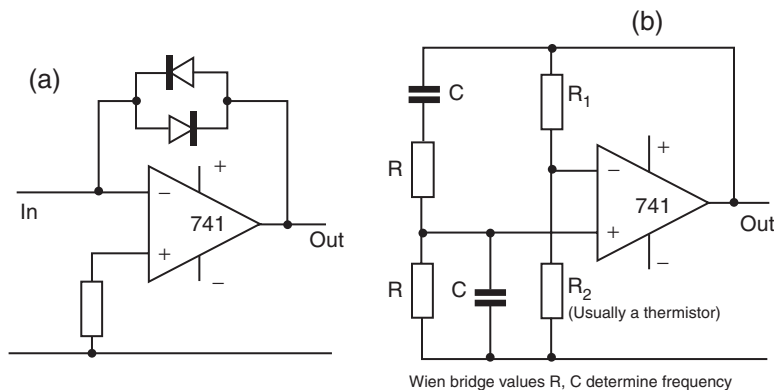 (a)
In
−
+
741
+
−
Out
(b)
C
R
R
C
R1
R2
(Usually a thermistor)
−
+
741
+
−
Out
Wien bridge values R, C determine frequency